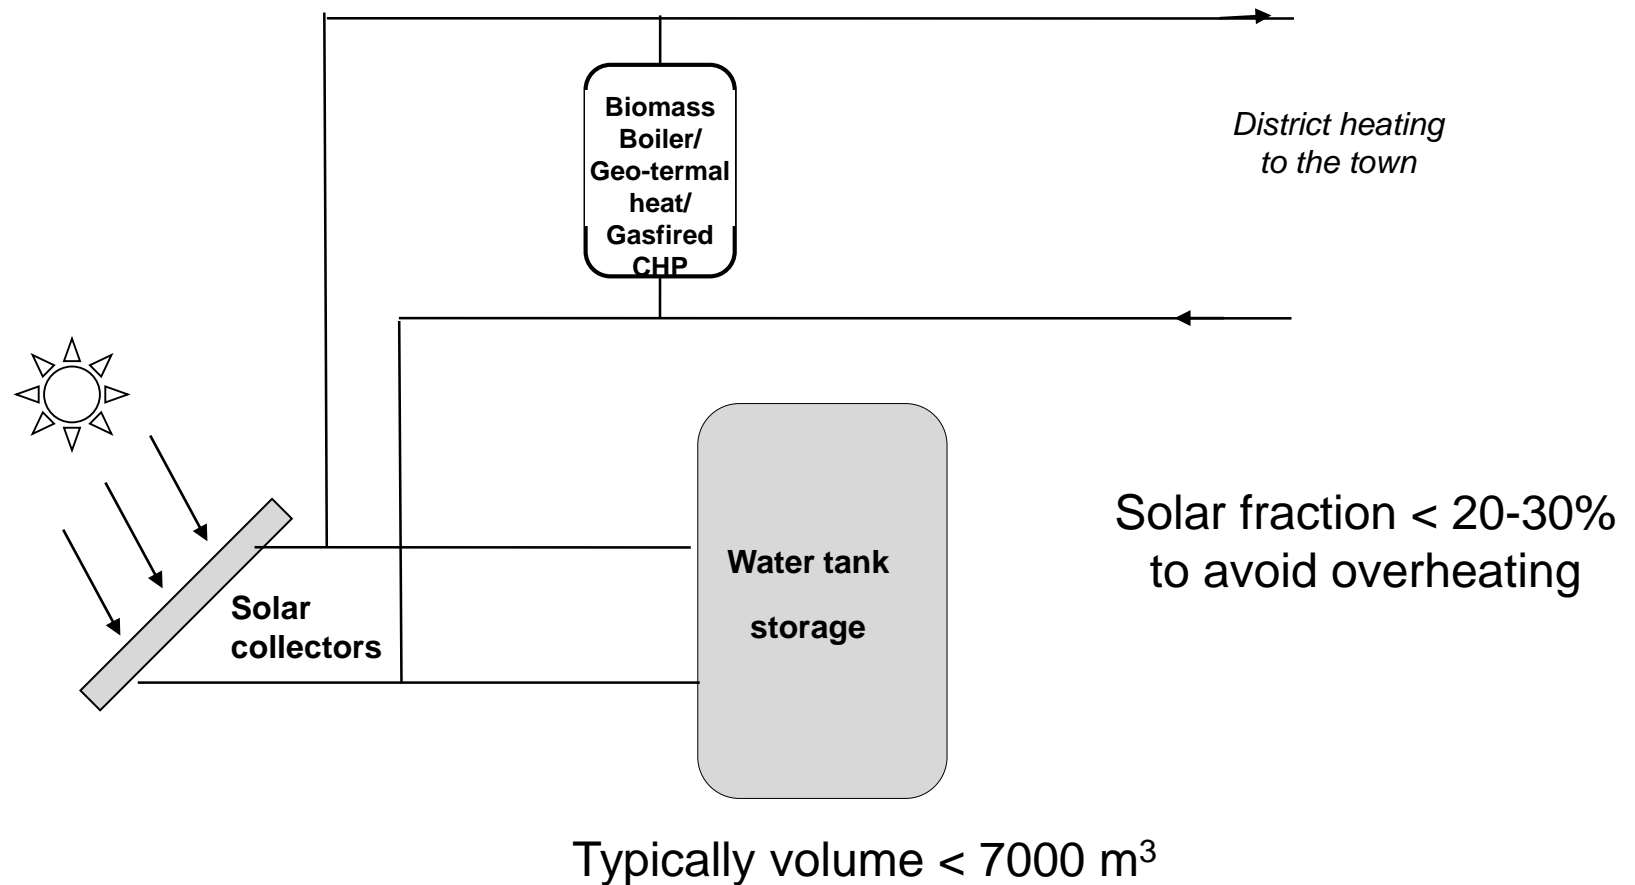 Biomass
Boiler/
Geo-termal
heat/
Gasfired
CHP
District heating
to the town
Solar fraction < 20-30%
to avoid overheating
Water tank
storage
Solar
collectors
Typically volume < 7000 m³